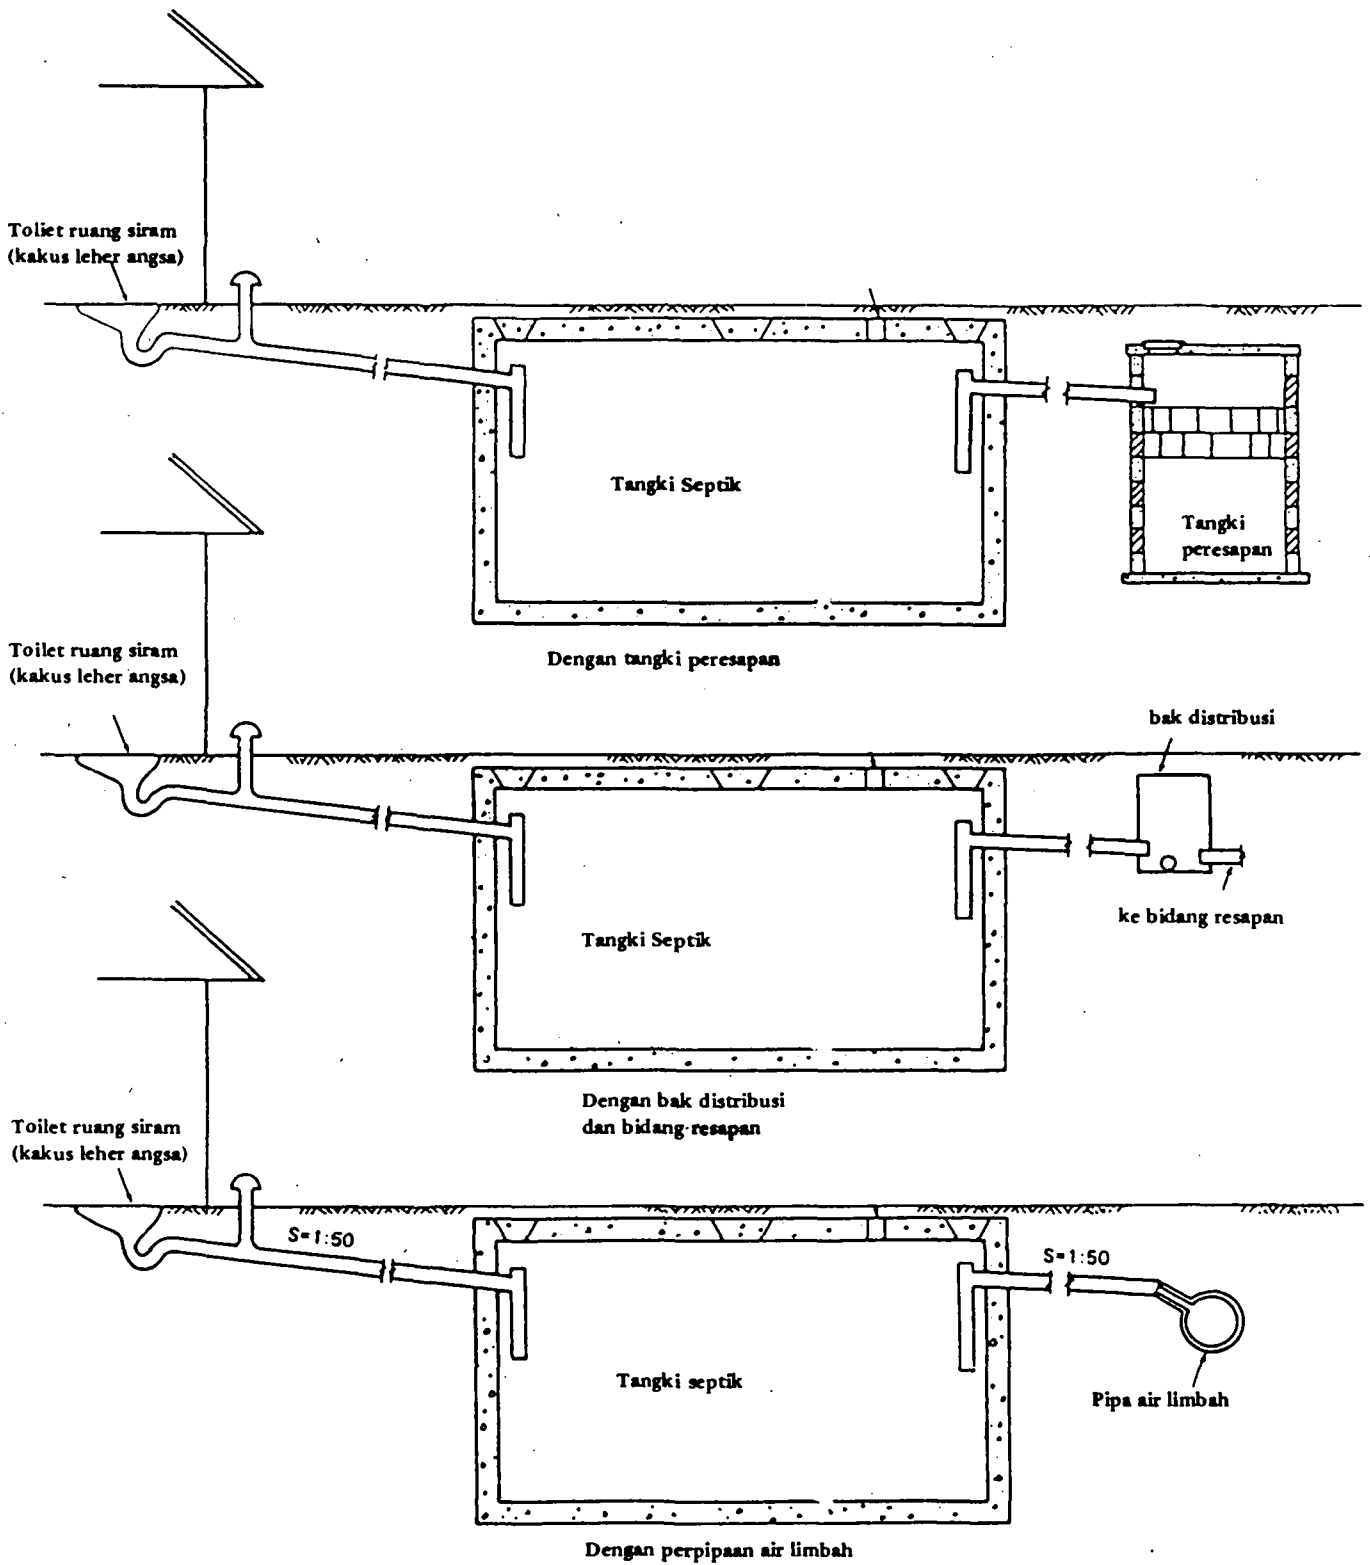 Toliet ruang siram
(kakus leher angsa)
Tangki Septik
Tangki
peresapan
Dengan tangki peresapan
Toilet ruang siram
(kakus leher angsa)
bak distribusi
ke bidang resapan
Tangki Septik
Dengan bak distribusi
dan bidang resapan
Toilet ruang siram
(kakus leher angsa)
S=1:50
S=1:50
Tangki septik
Pipa air limbah
Dengan perpipaan air limbah